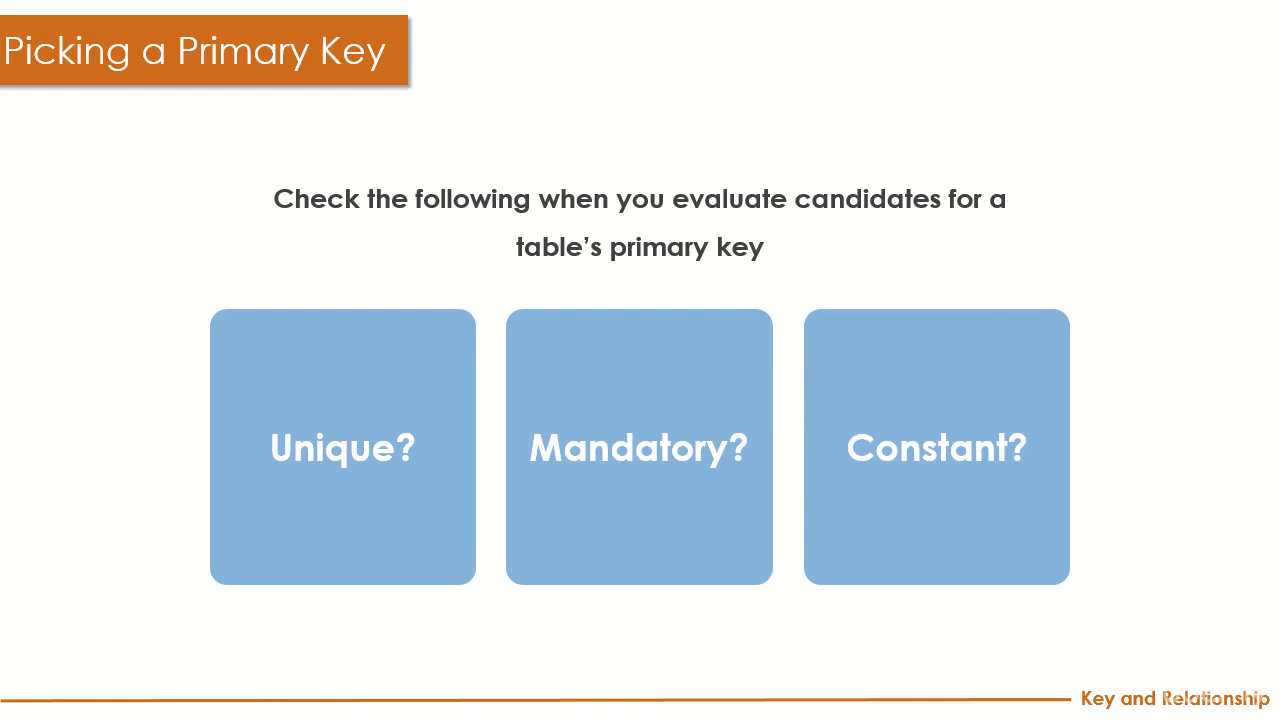 Picking a Primary Key
Check the following when you evaluate candidates for a
table’s primary key
Unique?
Mandatory?
Constant?
Key and Relationship